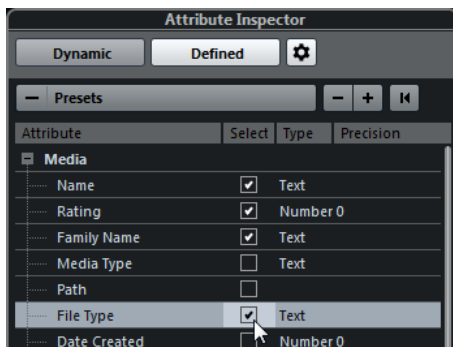 Attribute Inspector
Dynamic Defined
Presets
Attribute Select Type Precision
Media
Name Text
Rating Number 0
Family Name Text
Media Type Text
Path
File Type Text
Date Created Number 0